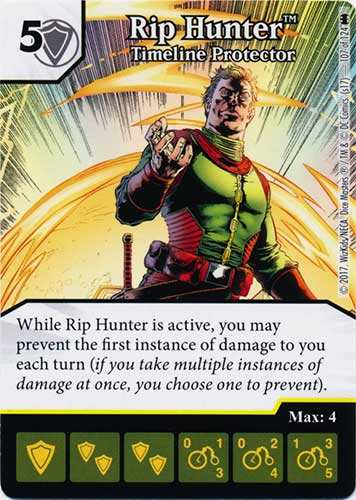 5
Rip Hunter™
Timeline Protector
107 of 124
© 2017, WizKids/NECA. Dice Masters ® / TM & © DC Comics. (s17)
While Rip Hunter is active, you may
prevent the first instance of damage to you
each turn (if you take multiple instances of
damage at once, you choose one to prevent).
Max: 4
0 1 3
0 2 4
1 3 5